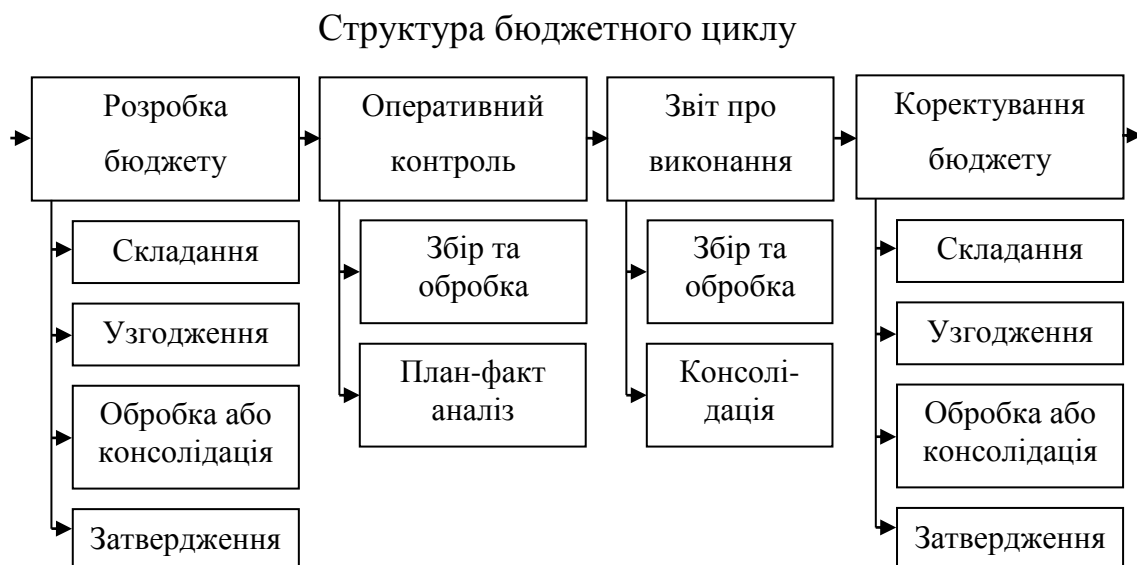 Структура бюджетного циклу
Розробка
бюджету
Складання
Узгодження
Обробка або
консолідація
Затвердження
Оперативний
контроль
Збір та
обробка
План-факт
аналіз
Звіт про
виконання
Збір та
обробка
Консолі-
дація
Коректування
бюджету
Складання
Узгодження
Обробка або
консолідація
Затвердження